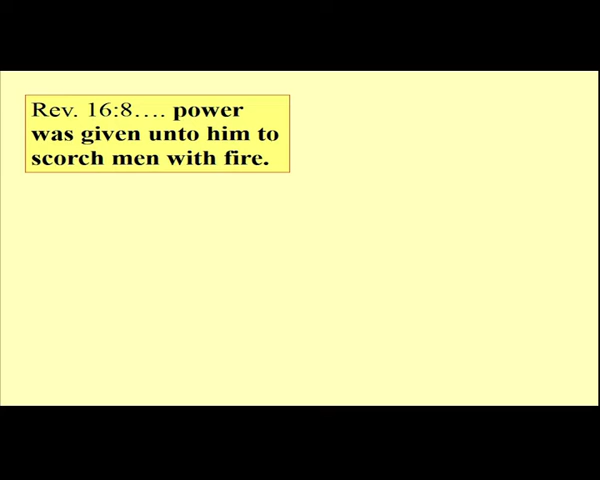 Rev. 16:8.... power
was given unto him to
scorch men with fire.